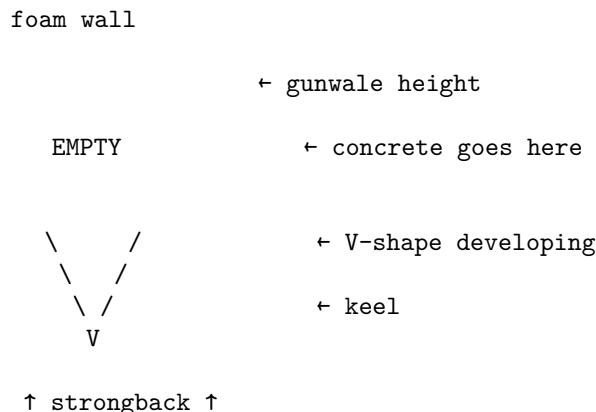 foam wall
← gunwale height
EMPTY ← concrete goes here
\ / ← V-shape developing
\ /
\ / ← keel
V
↑ strongback ↑